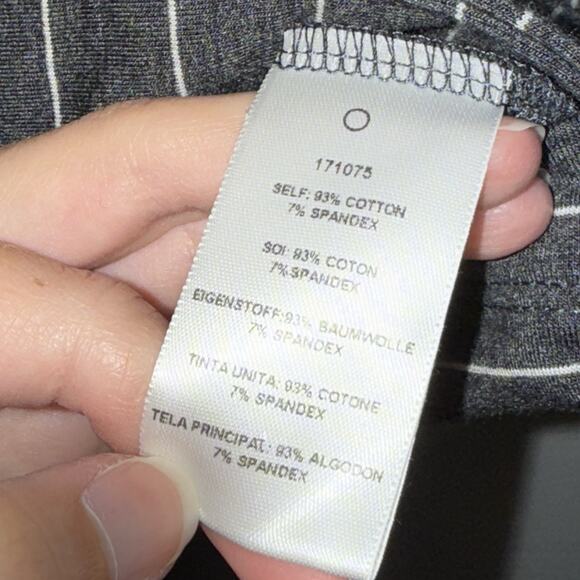 171075
SELF: 93% COTTON
7% SPANDEX
SOI: 93% COTON
7% SPANDEX
EIGENSTOFF: 93% BAUMWOLLE
7% SPANDEX
TINTA UNITA: 93% COTONE
7% SPANDEX
TELA PRINCIPAL: 93% ALGODON
7% SPANDEX